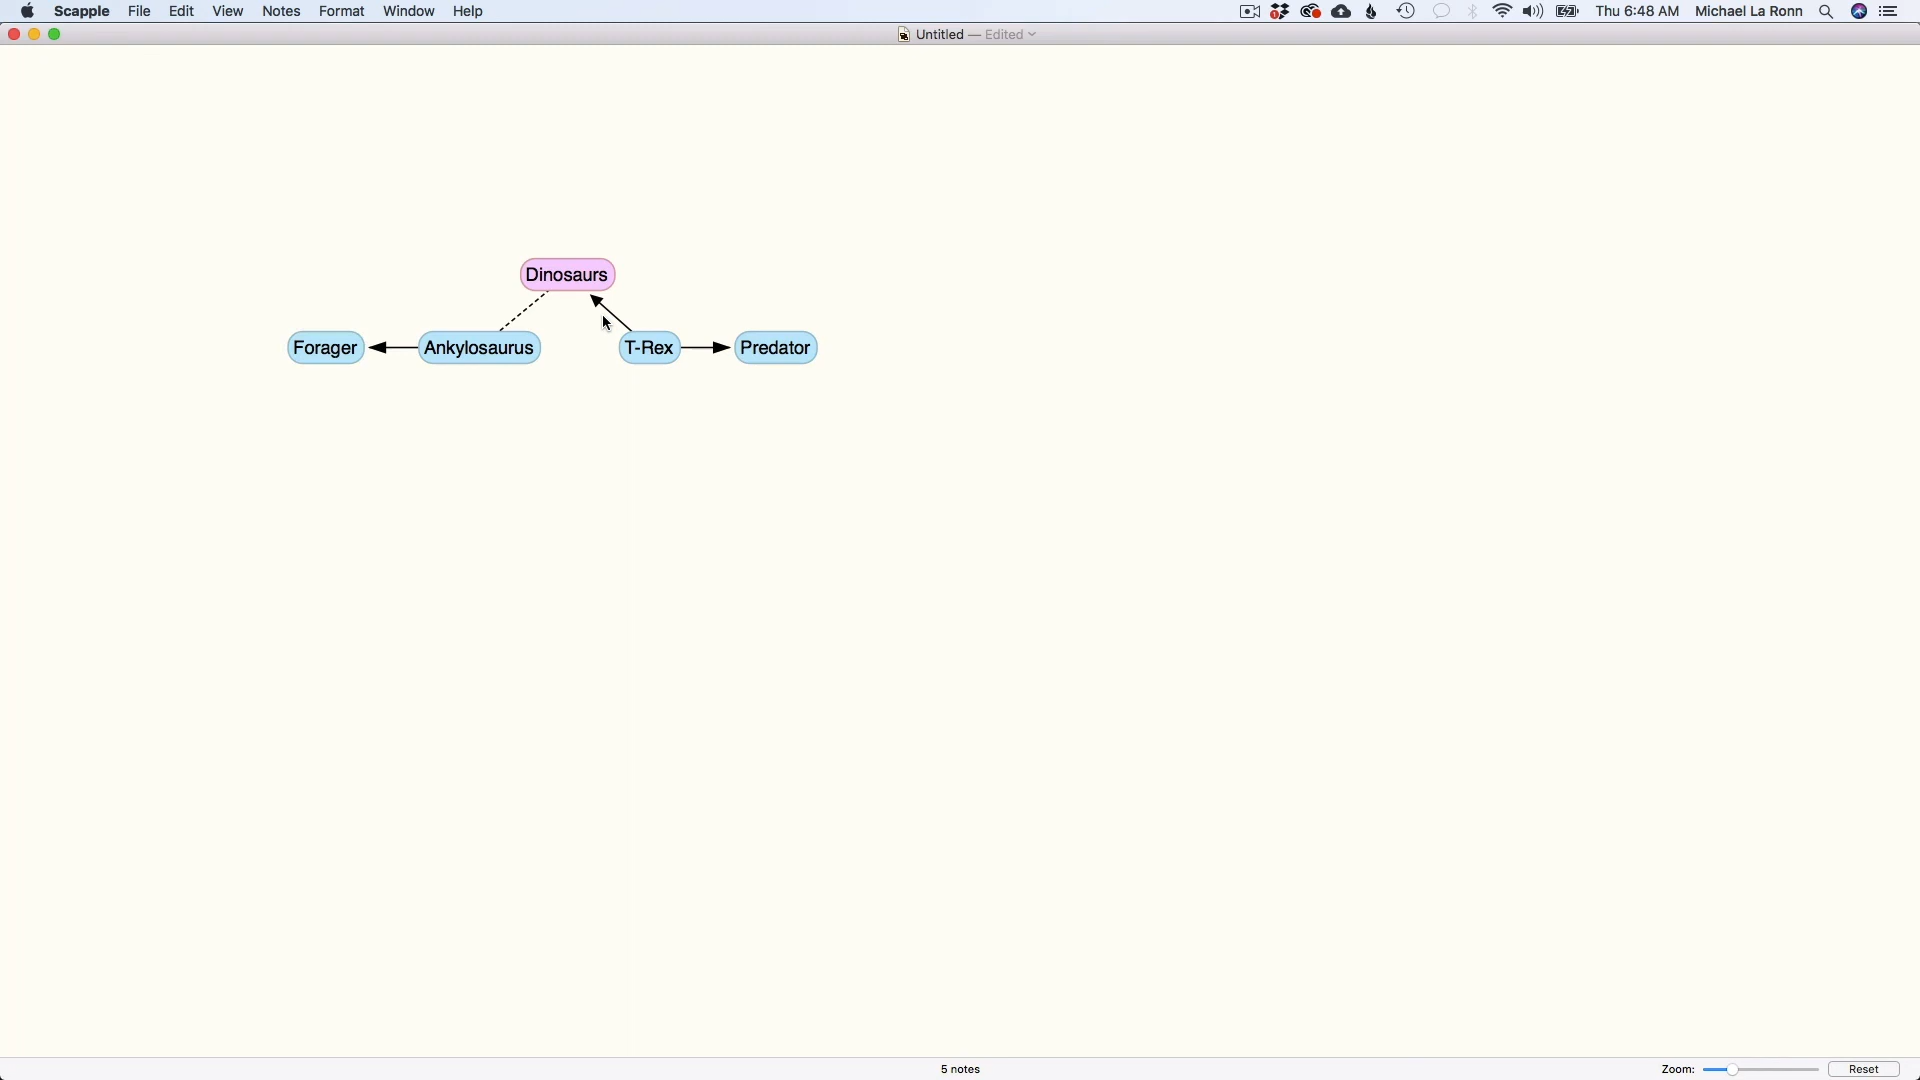 Scapple File Edit View Notes Format Window Help Thu 6:48 AM Michael La Ronn
Untitled — Edited
Dinosaurs
Forager Ankylosaurus T-Rex Predator
5 notes Zoom: Reset